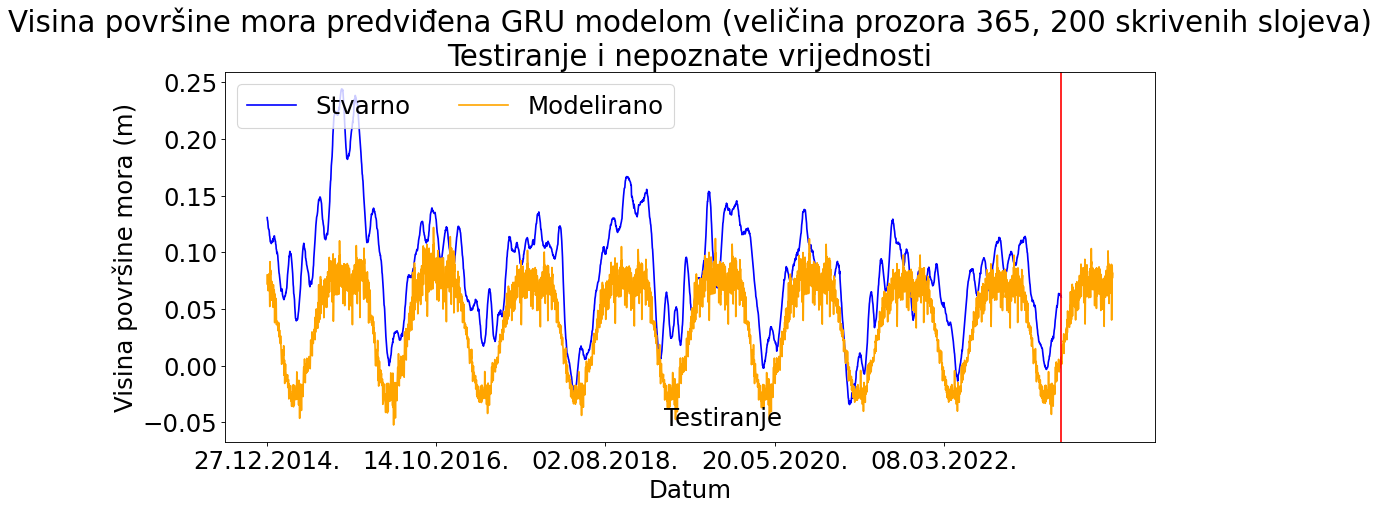 Visina površine mora predviđena GRU modelom (veličina prozora 365, 200 skrivenih slojeva)
Testiranje i nepoznate vrijednosti
Stvarno
Modelirano
Visina površine mora (m)
0.25
0.20
0.15
0.10
0.05
0.00
−0.05
Testiranje
27.12.2014.
14.10.2016.
02.08.2018.
20.05.2020.
08.03.2022.
Datum